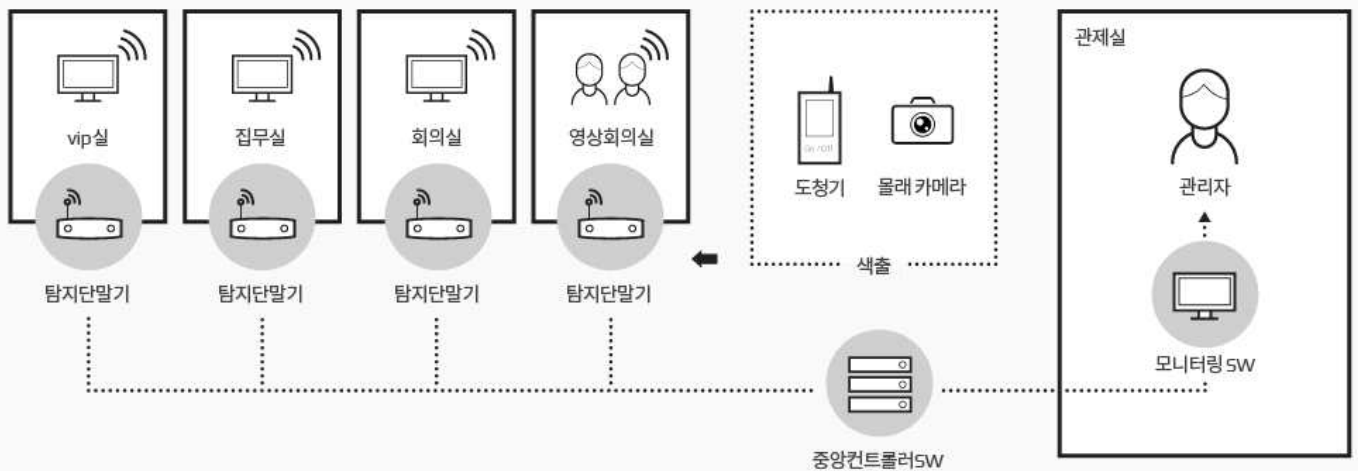 관제실
vip실
집무실
회의실
영상회의실
도청기
몰래 카메라
관리자
색출
탐지단말기
탐지단말기
탐지단말기
탐지단말기
모니터링 SW
중앙컨트롤러SW